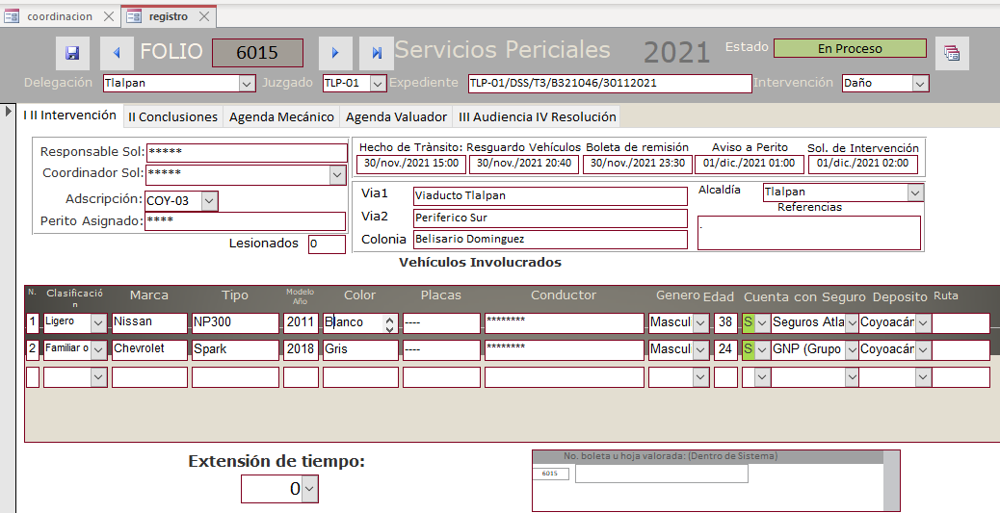 coordinacion registro
FOLIO 6015 Servicios Periciales 2021 Estado En Proceso
Delegación Tlalpan Juzgado TLP-01 Expediente TLP-01/DSS/T3/B321046/30112021 Intervención Daño
I II Intervención II Conclusiones Agenda Mecánico Agenda Valuador III Audiencia IV Resolución
Responsable Sol: *****
Coordinador Sol: *****
Adscripción: COY-03
Perito Asignado: ****
Lesionados 0
Hecho de Trànsito: Resguardo Vehículos Boleta de remisión Aviso a Perito Sol. de Intervención
30/nov./2021 15:00 30/nov./2021 20:40 30/nov./2021 23:30 01/dic./2021 01:00 01/dic./2021 02:00
Via1 Viaducto Tlalpan
Via2 Periferico Sur
Colonia Belisario Dominguez
Alcaldía Tlalpan
Referencias
.
Vehículos Involucrados
N. Clasificació
n Marca Tipo Modelo
Año Color Placas Conductor Genero Edad Cuenta con Seguro Deposito Ruta
1 Ligero Nissan NP300 2011 Blanco ---- ******** Mascul 38 S Seguros Atla Coyoacán
2 Familiar o Chevrolet Spark 2018 Gris ---- ******** Mascul 24 S GNP (Grupo Coyoacán
Extensión de tiempo:
0
No. boleta u hoja valorada: (Dentro de Sistema)
6015